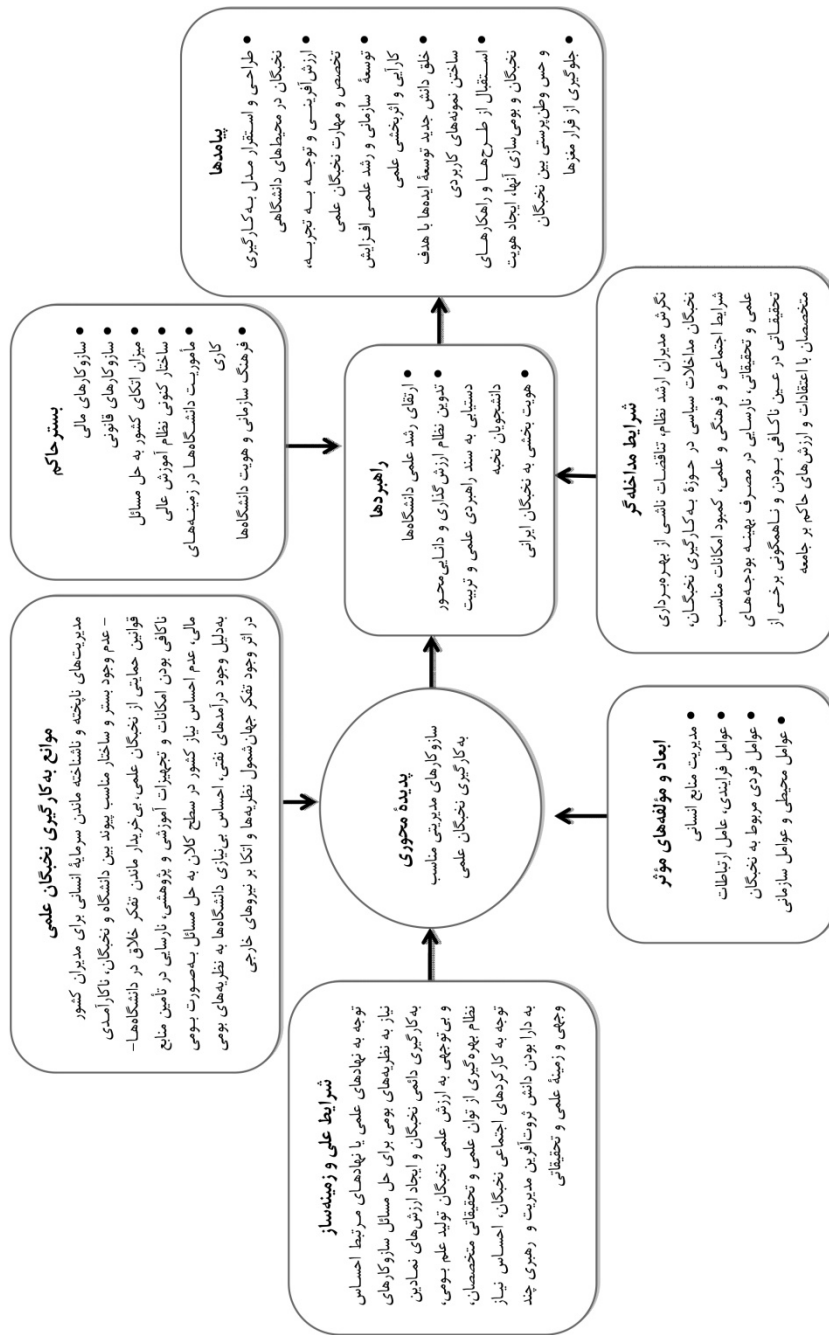 موانع به‌کارگیری نخبگان علمی
مدیریت‌های ناپخته و ناشناخته ماندن سرمایهٔ انسانی برای مدیران کشور
- عدم وجود بستر و ساختار مناسب پیوند بین دانشگاه و نخبگان، ناکارآمدی
قوانین حمایتی از نخبگان علمی، بی‌خریدار ماندن تفکر خلاق در دانشگاه‌ها-
ناکافی بودن امکانات و تجهیزات آموزشی و پژوهشی، نارسایی در تأمین منابع
مالی، عدم احساس نیاز کشور در سطح کلان به حل مسائل به‌صورت بومی
به‌دلیل وجود درآمدهای نفتی، احساس بی‌نیازی دانشگاه‌ها به نظریه‌های بومی
در اثر وجود تفکر جهان‌شمول نظریه‌ها و اتکا بر نیروهای خارجی
بستر حاکم
• سازوکارهای مالی
• سازوکارهای قانونی
• میزان اتکای کشور به حل مسائل
• ساختار کنونی نظام آموزش عالی
• مأموریت دانشگاه‌ها در زمینه‌های
کاری
• فرهنگ سازمانی و هویت دانشگاه‌ها
شرایط علی و زمینه‌ساز
توجه به نهادهای علمی یا نهادهای مرتبط احساس
نیاز به نظریه‌های بومی برای حل مسائل سازوکارهای
به‌کارگیری دائمی نخبگان و ایجاد ارزش‌های نمادین
و بی‌توجهی به ارزش علمی نخبگان تولید علم بومی،
نظام بهره‌گیری از توان علمی و تحقیقاتی متخصصان،
توجه به کارکردهای اجتماعی نخبگان، احساس نیاز
به دارا بودن دانش ثروت‌آفرین مدیریت و رهبری چند
وجهی و زمینهٔ علمی و تحقیقاتی
پدیدهٔ محوری
سازوکارهای مدیریتی مناسب
به‌کارگیری نخبگان علمی
راهبردها
• ارتقای رشد علمی دانشگاه‌ها
• تدوین نظام ارزش‌گذاری و دانایی‌محور
دستیابی به سند راهبردی علمی و تربیت
دانشجویان نخبه
• هویت بخشی به نخبگان ایرانی
پیامدها
• طراحی و استقرار مدل به‌کارگیری
نخبگان در محیط‌های دانشگاهی
• ارزش‌آفرینی و توجه به تجربه،
تخصص و مهارت نخبگان علمی
• توسعهٔ سازمانی و رشد علمی افزایش
کارایی و اثربخشی علمی
• خلق دانش جدید توسعهٔ ایده‌ها با هدف
ساختن نمونه‌های کاربردی
• استقبال از طرح‌ها و راهکارهای
نخبگان و بومی‌سازی آنها، ایجاد هویت
و حس وطن‌پرستی بین نخبگان
• جلوگیری از فرار مغزها
ابعاد و مؤلفه‌های مؤثر
• مدیریت منابع انسانی
• عوامل فرایندی، عامل ارتباطات
• عوامل فردی مربوط به نخبگان
• عوامل محیطی و عوامل سازمانی
شرایط مداخله‌گر
نگرش مدیران ارشد نظام، تناقضات ناشی از بهره‌برداری
نخبگان مداخلات سیاسی در حوزهٔ به‌کارگیری نخبگان،
شرایط اجتماعی و فرهنگی و علمی، کمبود امکانات مناسب
علمی و تحقیقاتی، نارسایی در مصرف بهینه بودجه‌های
تحقیقاتی در عین ناکافی بودن و ناهمگونی برخی از
متخصصان با اعتقادات و ارزش‌های حاکم بر جامعه